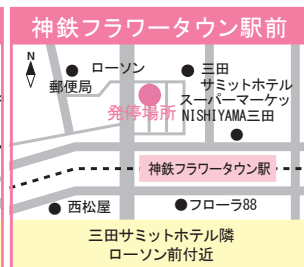 神鉄フラワータウン駅前
N
ローソン
郵便局
三田
サミットホテル
スーパーマーケッ
発停場所
NISHIYAMA三田
神鉄フラワータウン駅
西松屋
フローラ88
三田サミットホテル隣
ローソン前付近